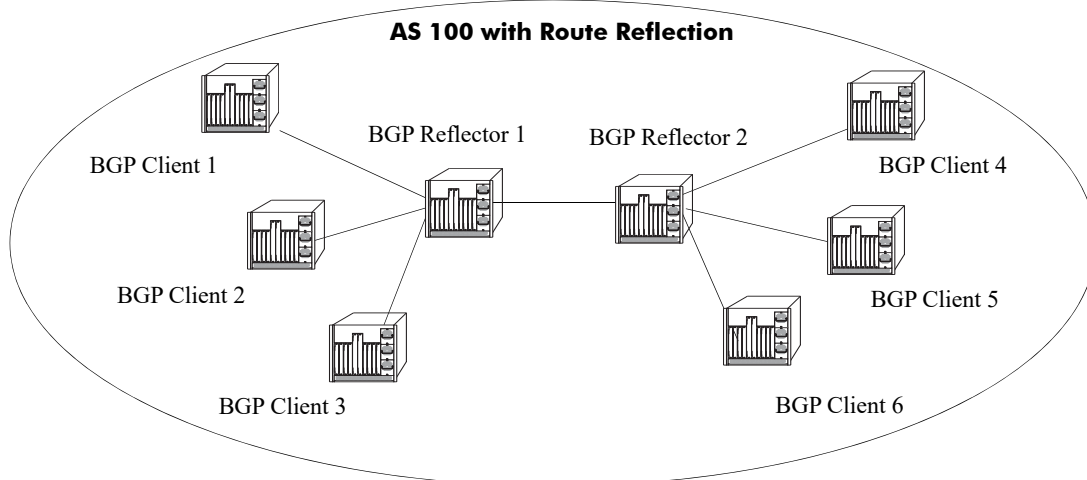 AS 100 with Route Reflection
BGP Client 1
BGP Reflector 1
BGP Reflector 2
BGP Client 4
BGP Client 2
BGP Client 5
BGP Client 3
BGP Client 6